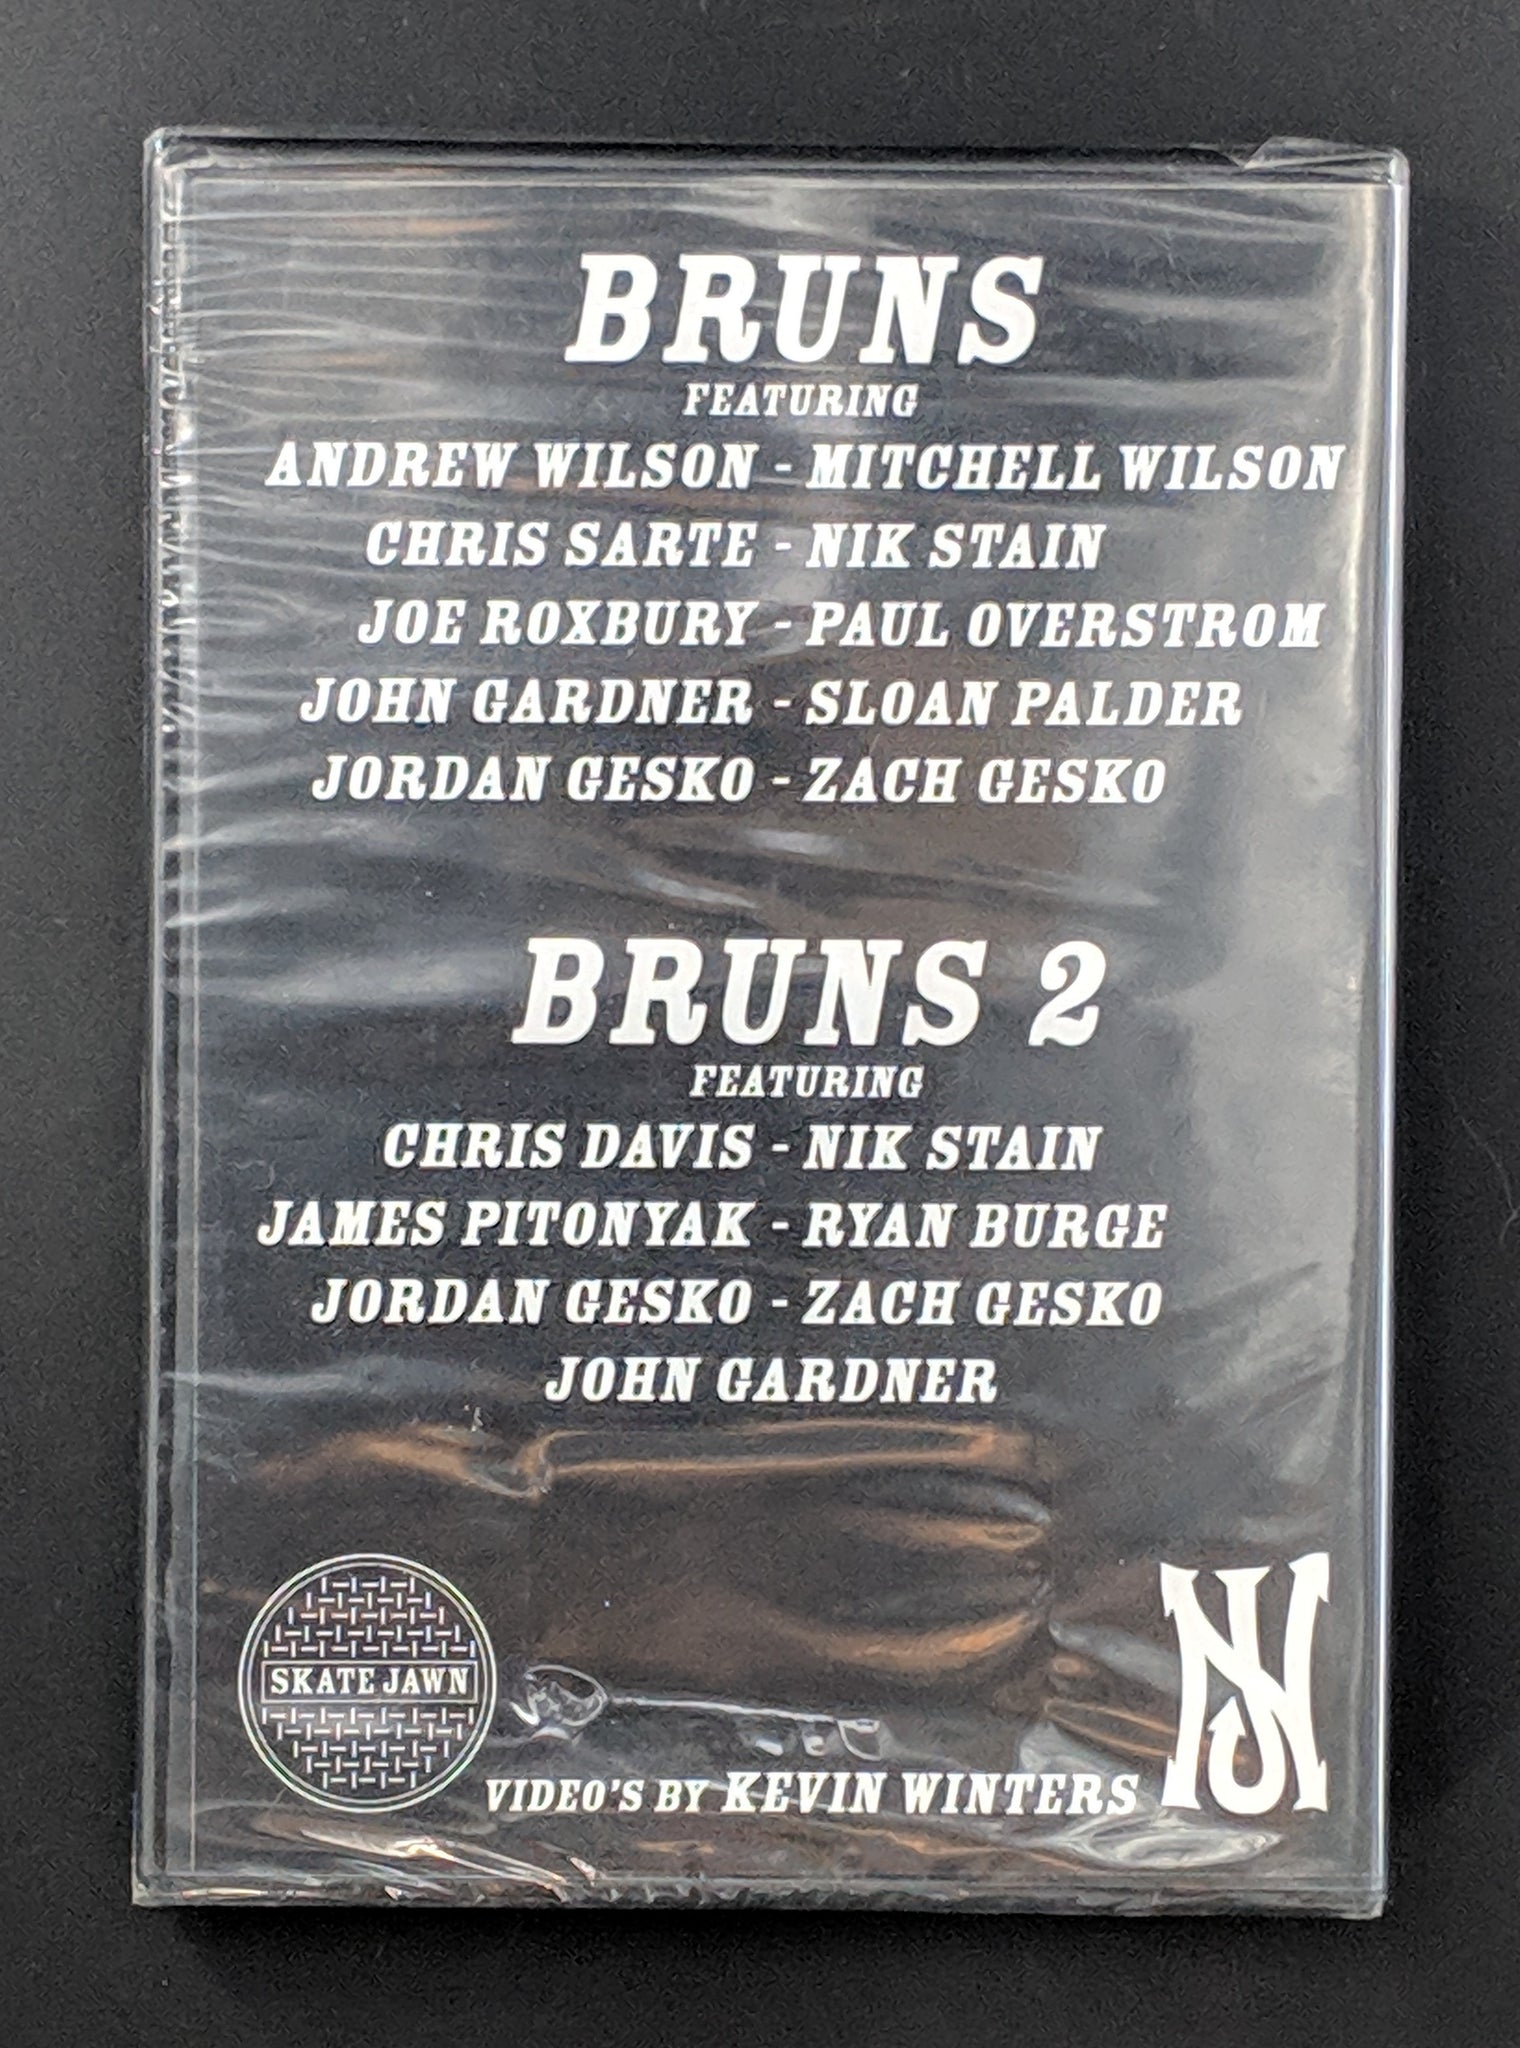 BRUNS
FEATURING
ANDREW WILSON - MITCHELL WILSON
CHRIS SARTE - NIK STAIN
JOE ROXBURY - PAUL OVERSTROM
JOHN GARDNER - SLOAN PALDER
JORDAN GESKO - ZACH GESKO
BRUNS 2
FEATURING
CHRIS DAVIS - NIK STAIN
JAMES PITONYAK - RYAN BURGE
JORDAN GESKO - ZACH GESKO
JOHN GARDNER
SKATE JAWN
VIDEO'S BY KEVIN WINTERS
NJ